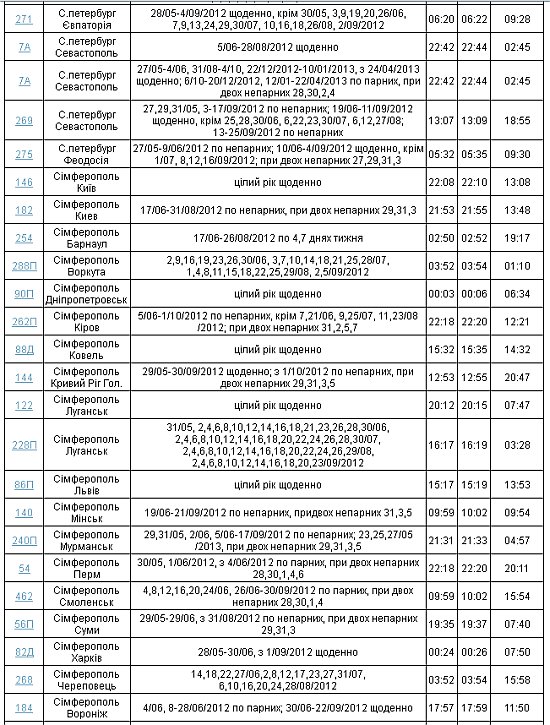 271 С.петербург Євпаторія 28/05-4/09/2012 щоденно, крім 30/05, 3,9,19,20,26/06, 7,9,13,24,29,30/07, 10,16,18,26/08, 2/09/2012 06:20 06:22 09:28
7А С.петербург Севастополь 5/06-28/08/2012 щоденно 22:42 22:44 02:45
7А С.петербург Севастополь 27/05-4/06, 31/08-4/10, 22/12/2012-10/01/2013, з 24/04/2013 щоденно; 6/10-20/12/2012, 12/01-22/04/2013 по парних, при двох непарних 28,30,2,4 22:42 22:44 02:45
269 С.петербург Севастополь 27,29,31/05, 3-17/09/2012 по непарних; 19/06-11/09/2012 щоденно, крім 25,28,30/06, 6,22,23,30/07, 6,12,27/08; 13-25/09/2012 по непарних 13:07 13:09 18:55
275 С.петербург Феодосія 27/05-9/06/2012 по непарних; 10/06-4/09/2012 щоденно, крім 1/07, 8,12,16/09/2012; при двох непарних 27,29,31,3 05:32 05:35 09:30
146 Сімферополь Київ цілий рік щоденно 22:08 22:10 13:08
182 Сімферополь Киев 17/06-31/08/2012 по непарних, при двох непарних 29,31,3 21:53 21:55 13:48
254 Сімферополь Барнаул 17/06-26/08/2012 по 4,7 днях тижня 02:50 02:52 19:17
288П Сімферополь Воркута 2,9,16,19,23,26,30/06, 3,7,10,14,18,21,25,28/07, 1,4,8,11,15,18,22,25,29/08, 2,5/09/2012 03:52 03:54 01:10
90П Сімферополь Дніпропетровськ цілий рік щоденно 00:03 00:06 06:34
262П Сімферополь Кіров 5/06-1/10/2012 по непарних, крім 7,21/06, 9,25/07, 11,23/08 /2012; при двох непарних 31,2,5,7 22:18 22:20 12:21
88Д Сімферополь Ковель цілий рік щоденно 15:32 15:35 14:32
144 Сімферополь Кривий Ріг Гол. 29/05-30/09/2012 щоденно; з 1/10/2012 по непарних, при двох непарних 29,31,3,5 12:53 12:55 20:47
122 Сімферополь Луганськ цілий рік щоденно 20:12 20:15 07:47
228П Сімферополь Луганськ 31/05, 2,4,6,8,10,12,14,16,18,21,23,26,28,30/06, 2,4,6,8,10,12,14,16,18,20,22,24,26,28,30/07, 2,4,6,8,10,12,14,16,18,20,22,24,26,29/08, 2,4,6,8,10,12,14,16,18,20,23/09/2012 16:17 16:19 03:28
86П Сімферополь Львів цілий рік щоденно 15:17 15:19 13:53
140 Сімферополь Мінськ 19/06-21/09/2012 по непарних, придвох непарних 31,3,5 09:59 10:02 09:54
240П Сімферополь Мурманськ 29,31/05, 2/06, 5/06-17/09/2012 по непарних; 23,25,27/05 /2013, при двох непарних 29,31,3,5 21:31 21:33 04:57
54 Сімферополь Перм 30/05, 1/06/2012, з 4/06/2012 по парних, при двох непарних 28,30,1,4,6 22:18 22:20 20:11
462 Сімферополь Смоленськ 4,8,12,16,20,24/06, 26/06-30/09/2012 по парних, при двох непарних 28,30,1,4 09:59 10:02 15:54
56П Сімферополь Суми 29/05-29/06, з 31/08/2012 по непарних, при двох непарних 29,31,3 19:35 19:37 07:40
82Д Сімферополь Харків 28/05-30/06, з 1/09/2012 щоденно 00:24 00:26 07:50
268 Сімферополь Череповець 14,18,22,27/06,2,8,12,17,23,27,31/07, 6,10,16,20,24,28/08/2012 03:52 03:54 15:58
184 Сімферополь Вороніж 4/06, 8-28/06/2012 по парних; 30/06-22/09/2012 щоденно 17:57 17:59 11:50